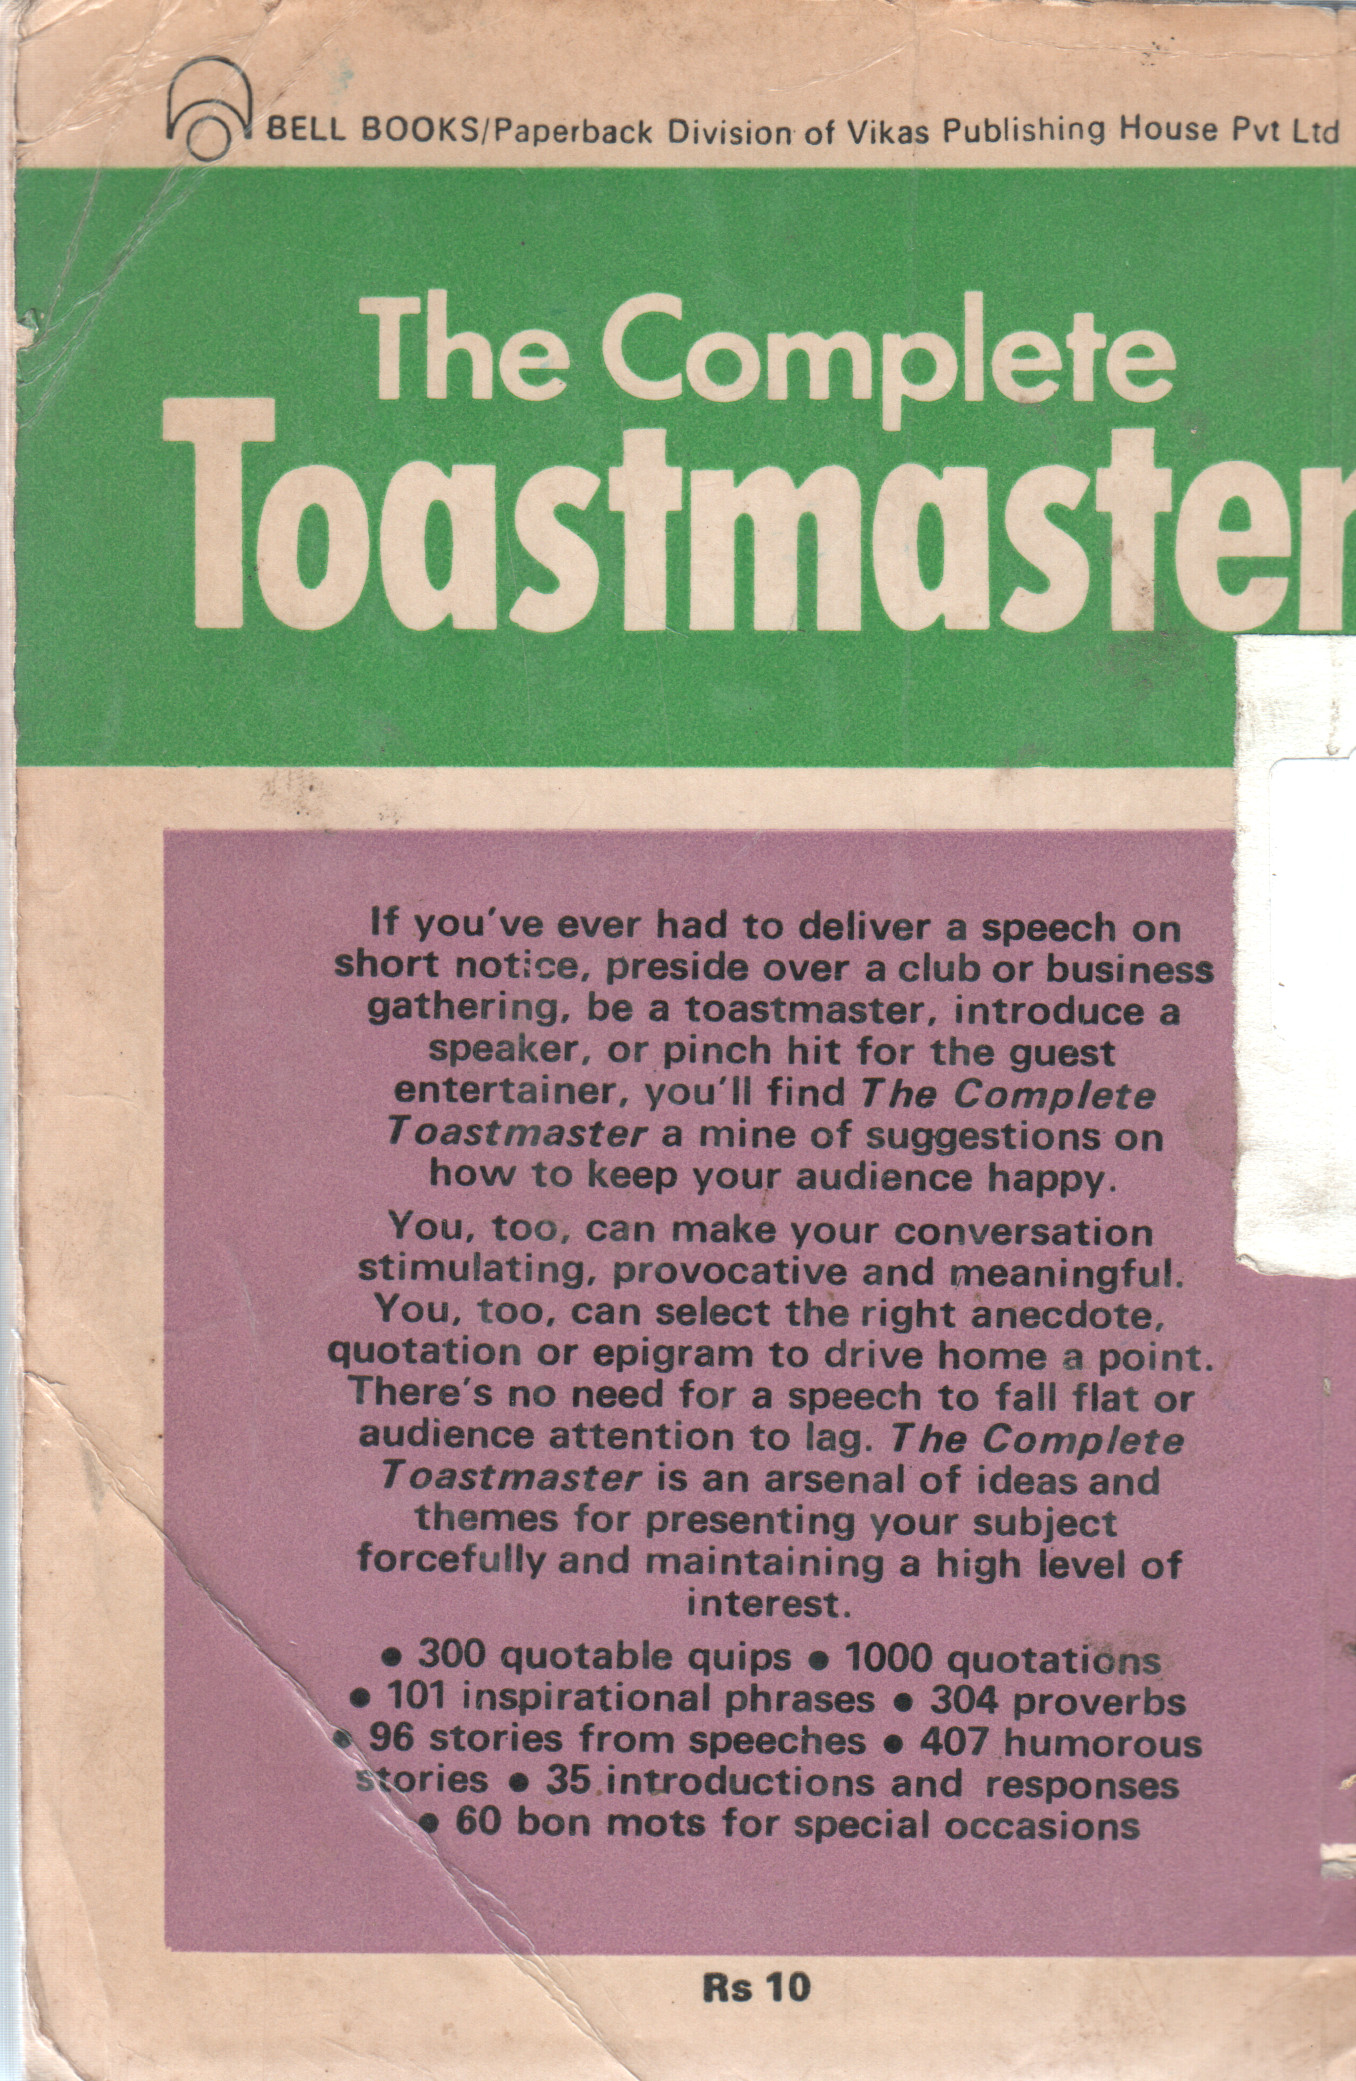 BELL BOOKS/Paperback Division of Vikas Publishing House Pvt Ltd
The Complete
Toastmaster
If you've ever had to deliver a speech on
short notice, preside over a club or business
gathering, be a toastmaster, introduce a
speaker, or pinch hit for the guest
entertainer, you'll find The Complete
Toastmaster a mine of suggestions on
how to keep your audience happy.
You, too, can make your conversation
stimulating, provocative and meaningful.
You, too, can select the right anecdote,
quotation or epigram to drive home a point.
There's no need for a speech to fall flat or
audience attention to lag. The Complete
Toastmaster is an arsenal of ideas and
themes for presenting your subject
forcefully and maintaining a high level of
interest.
● 300 quotable quips ● 1000 quotations
● 101 inspirational phrases ● 304 proverbs
● 96 stories from speeches ● 407 humorous
stories ● 35 introductions and responses
● 60 bon mots for special occasions
Rs 10